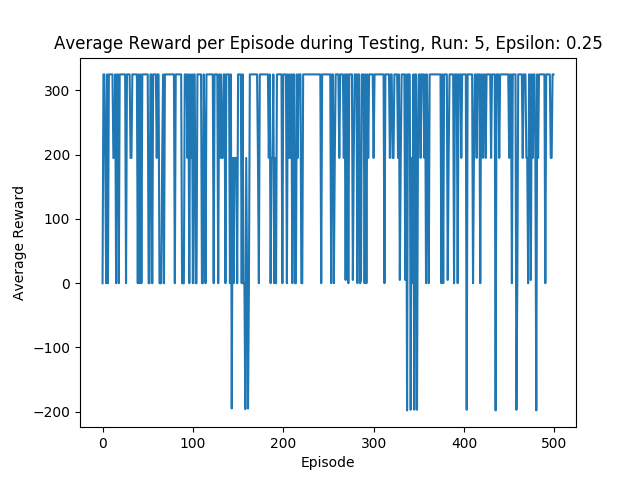 Average Reward per Episode during Testing, Run: 5, Epsilon: 0.25
300
200
100
0
−100
−200
Average Reward
0 100 200 300 400 500
Episode